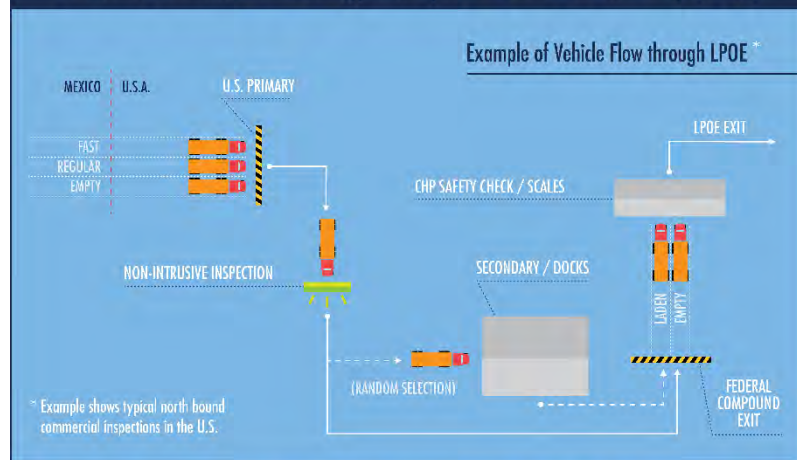 Example of Vehicle Flow through LPOE *
MEXICO
U.S.A.
U.S. PRIMARY
FAST
REGULAR
EMPTY
LPOE EXIT
CHP SAFETY CHECK / SCALES
NON-INTRUSIVE INSPECTION
SECONDARY / DOCKS
LADEN
EMPTY
(RANDOM SELECTION)
FEDERAL
COMPOUND
EXIT
* Example shows typical north bound
commercial inspections in the U.S.